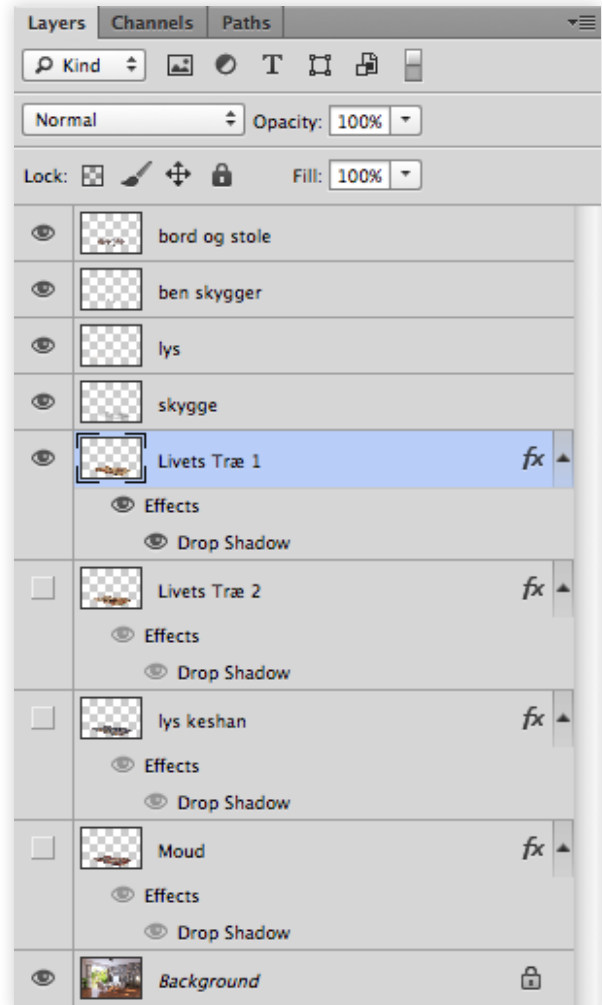 Layers Channels Paths
Kind T
Normal Opacity: 100%
Lock: Fill: 100%
bord og stole
ben skygger
lys
skygge
Livets Træ 1 fx
Effects
Drop Shadow
Livets Træ 2 fx
Effects
Drop Shadow
lys keshan fx
Effects
Drop Shadow
Moud fx
Effects
Drop Shadow
Background